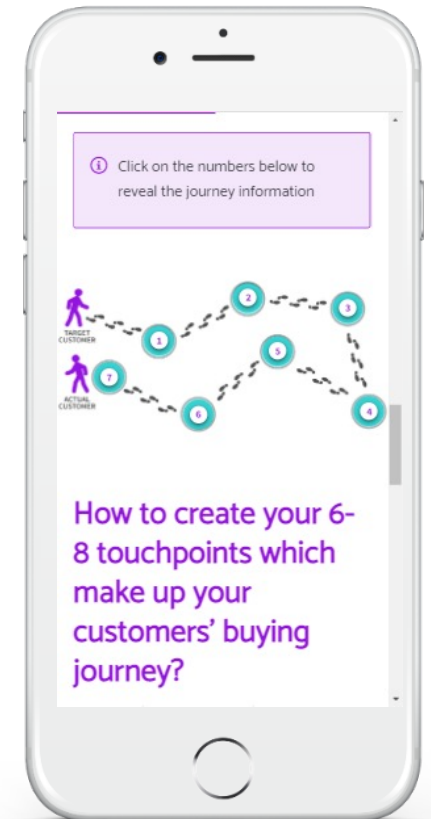 Click on the numbers below to
reveal the journey information
2
3
TARGET
CUSTOMER
1
5
7
ACTUAL
CUSTOMER
6
4
How to create your 6-
8 touchpoints which
make up your
customers’ buying
journey?